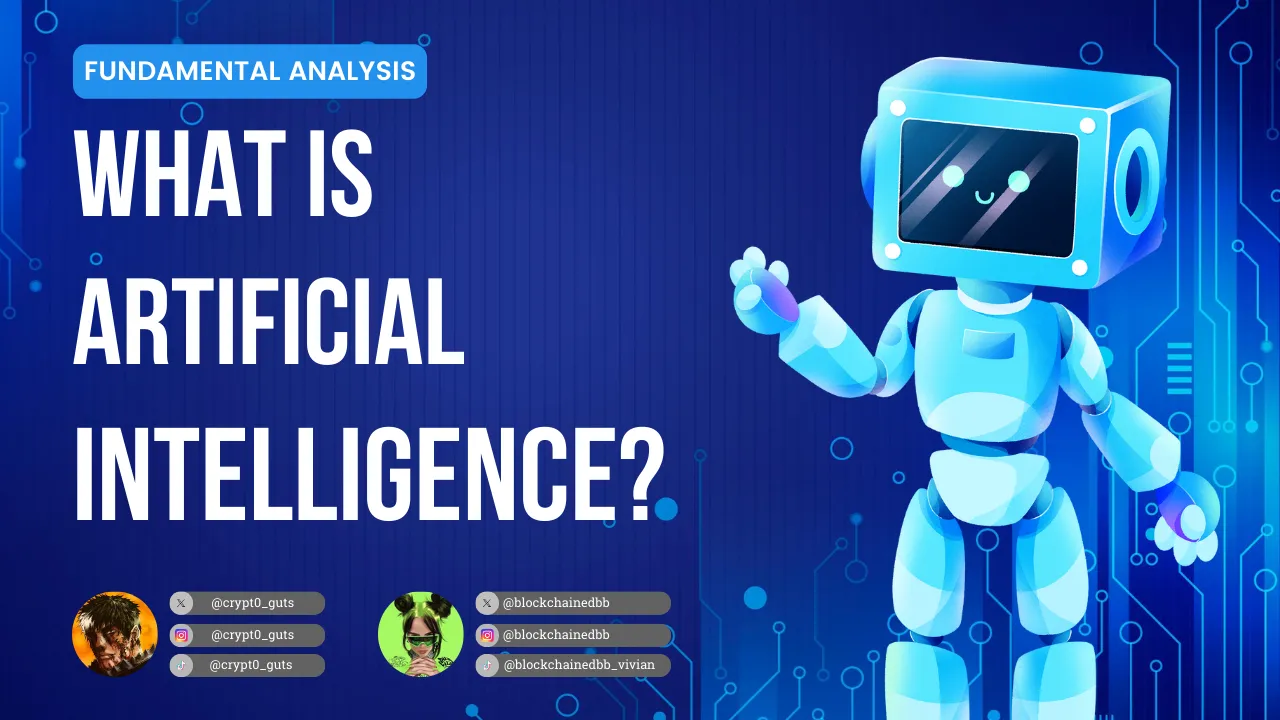 FUNDAMENTAL ANALYSIS
WHAT IS
ARTIFICIAL
INTELLIGENCE?
@crypt0_guts
@crypt0_guts
@crypt0_guts
@blockchainedbb
@blockchainedbb
@blockchainedbb_vivian